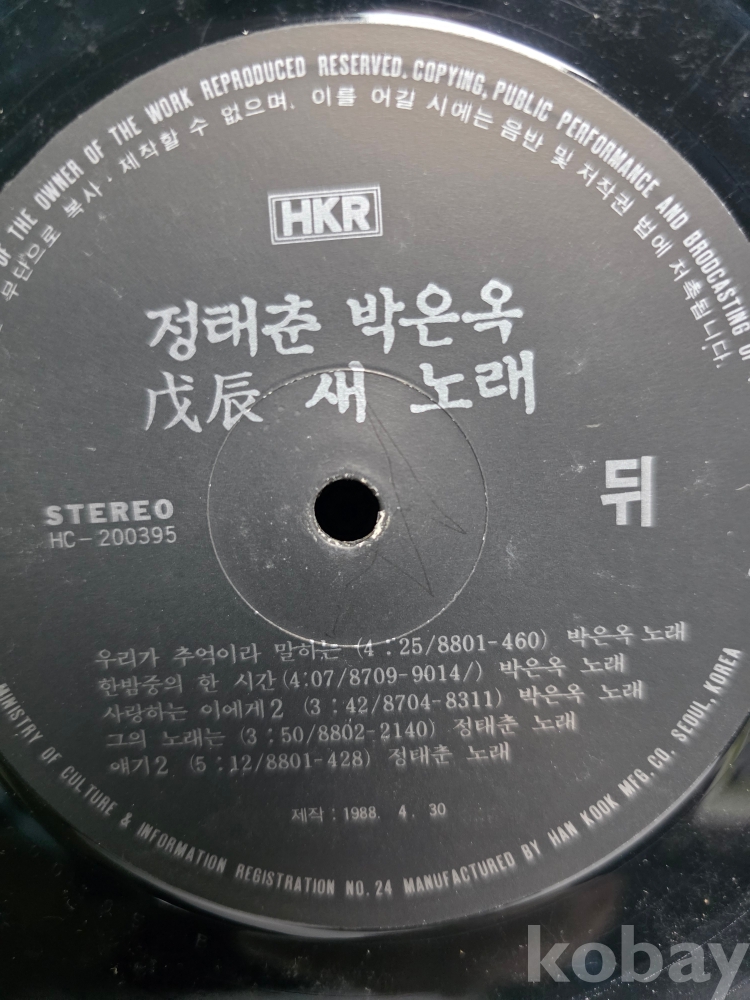 OF THE OWNER OF THE WORK REPRODUCED RESERVED. COPYING, PUBLIC PERFORMANCE AND BRODCASTING O
무단으로 복사·제작할 수 없으며, 이를 어길 시에는 음반 및 저작권 법에 저촉됩니다.
HKR
정태춘 박은옥
戊辰 새 노래
뒤
STEREO
HC-200395
우리가 추억이라 말하는 (4:25/8801-460) 박은옥 노래
한밤중의 한 시간(4:07/8709-9014/) 박은옥 노래
사랑하는 이에게2 (3:42/8704-8311) 박은옥 노래
그의 노래는 (3:50/8802-2140) 정태춘 노래
얘기2 (5:12/8801-428) 정태춘 노래
제작:1988. 4. 30
MINISTRY OF CULTURE & INFORMATION REGISTRATION NO. 24 MANUFACTURED BY HAN KOOK MFG. CO. SEOUL, KOREA
kobay